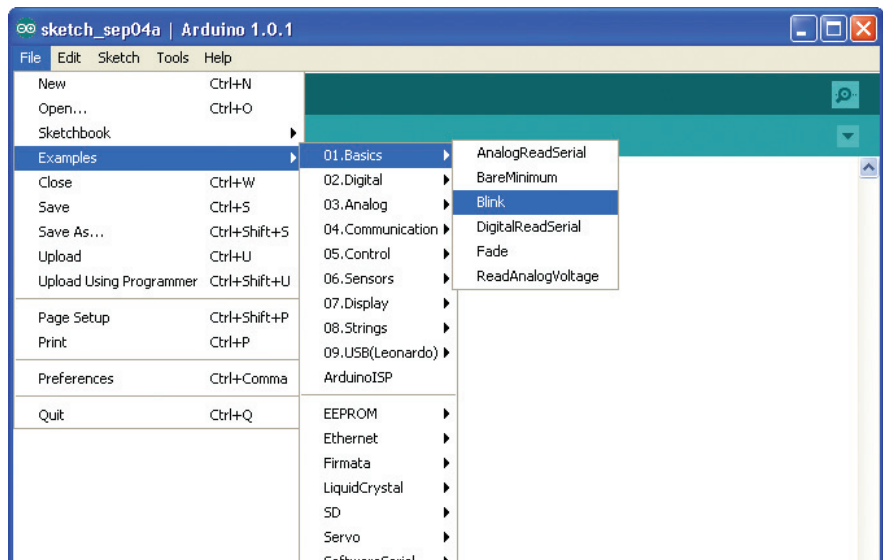 sketch_sep04a | Arduino 1.0.1
File Edit Sketch Tools Help
New Ctrl+N
Open... Ctrl+O
Sketchbook
Examples
Close Ctrl+W
Save Ctrl+S
Save As... Ctrl+Shift+S
Upload Ctrl+U
Upload Using Programmer Ctrl+Shift+U
Page Setup Ctrl+Shift+P
Print Ctrl+P
Preferences Ctrl+Comma
Quit Ctrl+Q
01.Basics
02.Digital
03.Analog
04.Communication
05.Control
06.Sensors
07.Display
08.Strings
09.USB(Leonardo)
ArduinoISP
EEPROM
Ethernet
Firmata
LiquidCrystal
SD
Servo
SoftwareSerial
AnalogReadSerial
BareMinimum
Blink
DigitalReadSerial
Fade
ReadAnalogVoltage